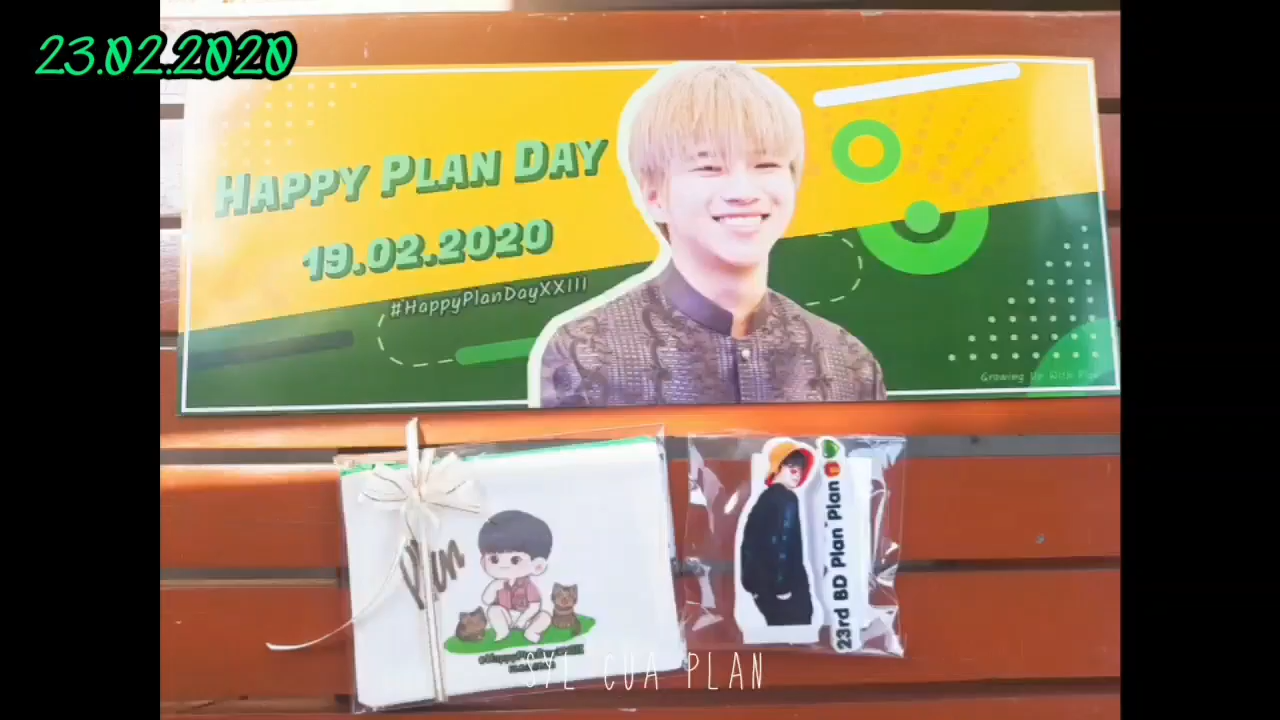 23.02.2020
HAPPY PLAN DAY
19.02.2020
#HappyPlanDayXXIII
Growing Up With Plan
Plan
23rd BD Plan Plan
SYL CUA PLAN